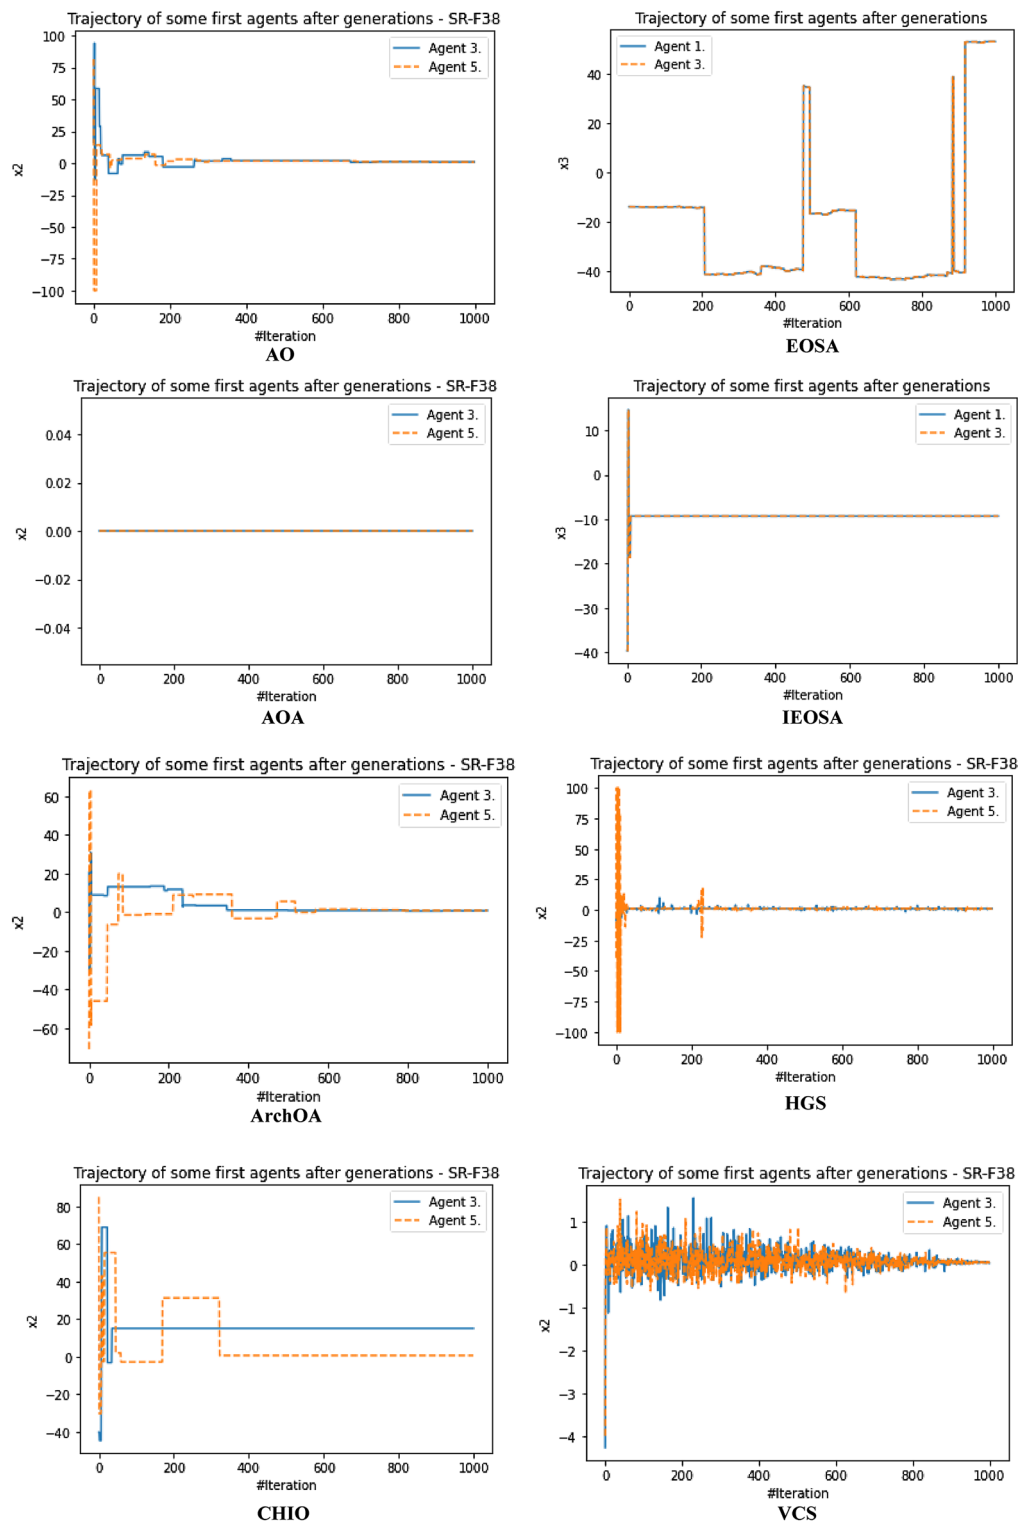 Trajectory of some first agents after generations - SR-F38
Agent 3.
Agent 5.
100
75
50
25
0
−25
−50
−75
−100
x2
0 200 400 600 800 1000
#Iteration
AO
Trajectory of some first agents after generations
Agent 1.
Agent 3.
40
20
0
−20
−40
x3
0 200 400 600 800 1000
#Iteration
EOSA
Trajectory of some first agents after generations - SR-F38
Agent 3.
Agent 5.
0.04
0.02
0.00
−0.02
−0.04
x2
0 200 400 600 800 1000
#Iteration
AOA
Trajectory of some first agents after generations
Agent 1.
Agent 3.
10
0
−10
−20
−30
−40
x3
0 200 400 600 800 1000
#Iteration
IEOSA
Trajectory of some first agents after generations - SR-F38
Agent 3.
Agent 5.
60
40
20
0
−20
−40
−60
x2
0 200 400 600 800 1000
#Iteration
ArchOA
Trajectory of some first agents after generations - SR-F38
Agent 3.
Agent 5.
100
75
50
25
0
−25
−50
−75
−100
x2
0 200 400 600 800 1000
#Iteration
HGS
Trajectory of some first agents after generations - SR-F38
Agent 3.
Agent 5.
80
60
40
20
0
−20
−40
x2
0 200 400 600 800 1000
#Iteration
CHIO
Trajectory of some first agents after generations - SR-F38
Agent 3.
Agent 5.
1
0
−1
−2
−3
−4
x2
0 200 400 600 800 1000
#Iteration
VCS